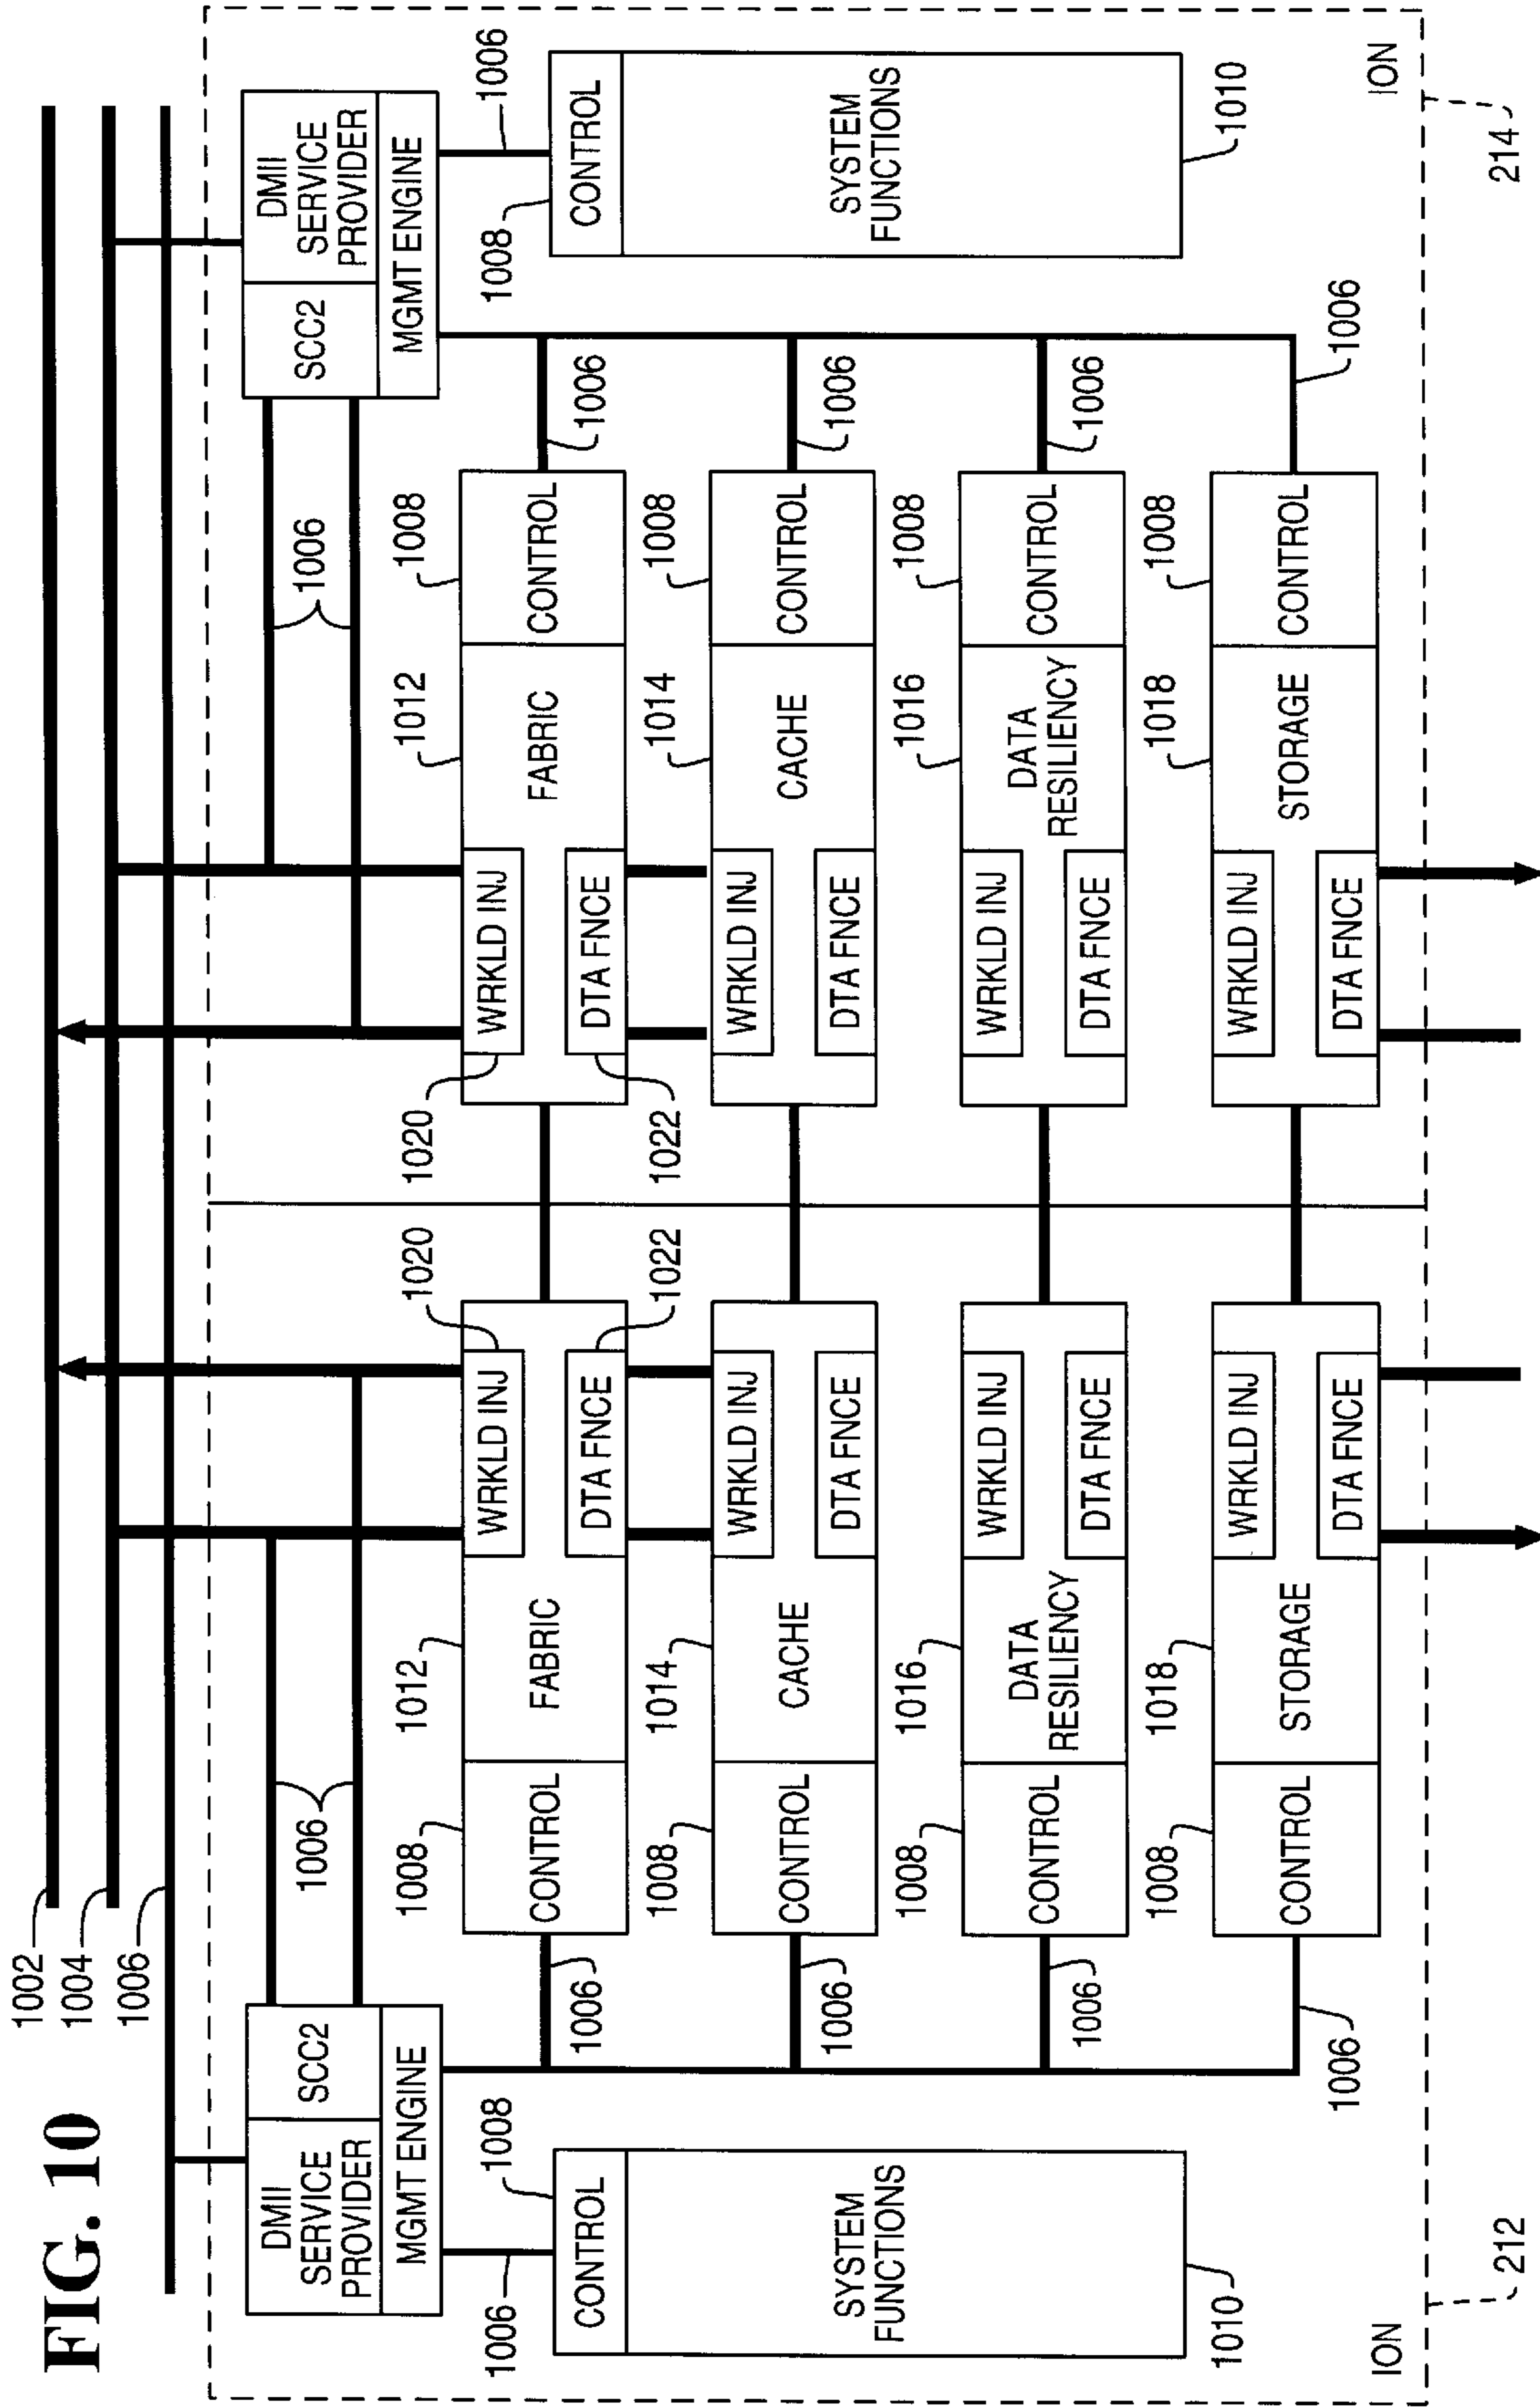 FIG. 10
1002
1004
1006
DMII
SERVICE
PROVIDER
SCC2
MGMT ENGINE
1006
1006
CONTROL
1008
SYSTEM
FUNCTIONS
1010
1008
1012
1020
CONTROL
FABRIC
WRKLD INJ
DTA FNCE
1022
1006
1008
1014
CONTROL
CACHE
WRKLD INJ
DTA FNCE
1006
1008
1016
CONTROL
DATA
RESILIENCY
WRKLD INJ
DTA FNCE
1006
1008
1018
CONTROL
STORAGE
WRKLD INJ
DTA FNCE
1006
ION
212
SCC2
DMII
SERVICE
PROVIDER
MGMT ENGINE
1006
1006
1008
CONTROL
SYSTEM
FUNCTIONS
1010
1020
1012
1008
WRKLD INJ
DTA FNCE
FABRIC
CONTROL
1022
1006
1014
1008
WRKLD INJ
DTA FNCE
CACHE
CONTROL
1006
1016
1008
WRKLD INJ
DTA FNCE
DATA
RESILIENCY
CONTROL
1006
1018
1008
WRKLD INJ
DTA FNCE
STORAGE
CONTROL
1006
ION
214